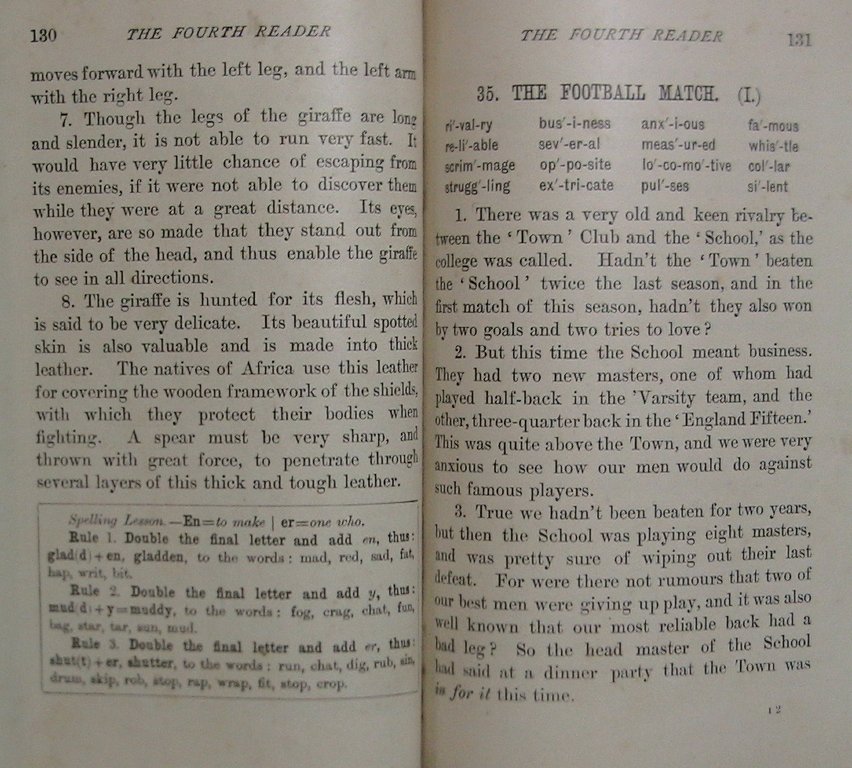 130 THE FOURTH READER
moves forward with the left leg, and the left arm
with the right leg.
7. Though the legs of the giraffe are long
and slender, it is not able to run very fast. It
would have very little chance of escaping from
its enemies, if it were not able to discover them
while they were at a great distance. Its eyes,
however, are so made that they stand out from
the side of the head, and thus enable the giraffe
to see in all directions.
8. The giraffe is hunted for its flesh, which
is said to be very delicate. Its beautiful spotted
skin is also valuable and is made into thick
leather. The natives of Africa use this leather
for covering the wooden framework of the shields,
with which they protect their bodies when
fighting. A spear must be very sharp, and
thrown with great force, to penetrate through
several layers of this thick and tough leather.
Spelling Lesson.—En=to make | er=one who.
Rule 1. Double the final letter and add en, thus:
glad(d)+en, gladden, to the words: mad, red, sad, fat,
hap, writ, bit.
Rule 2. Double the final letter and add y, thus:
mud(d)+y=muddy, to the words: fog, crag, chat, fun,
bag, star, tar, sun, mud.
Rule 3. Double the final letter and add er, thus:
shut(t)+er, shutter, to the words: run, chat, dig, rub, sin,
drum, skip, rob, stop, rap, wrap, fit, stop, crop.
THE FOURTH READER 131
35. THE FOOTBALL MATCH. (I.)
ri′-val-ry bus′-i-ness anx′-i-ous fa′-mous
re-li′-able sev′-er-al meas′-ur-ed whis′-tle
scrim′-mage op′-po-site lo′-co-mo′-tive col′-lar
strugg′-ling ex′-tri-cate pul′-ses si′-lent
1. There was a very old and keen rivalry be-
tween the ‘Town’ Club and the ‘School,’ as the
college was called. Hadn't the ‘Town’ beaten
the ‘School’ twice the last season, and in the
first match of this season, hadn't they also won
by two goals and two tries to love?
2. But this time the School meant business.
They had two new masters, one of whom had
played half-back in the 'Varsity team, and the
other, three-quarter back in the ‘England Fifteen.’
This was quite above the Town, and we were very
anxious to see how our men would do against
such famous players.
3. True we hadn't been beaten for two years,
but then the School was playing eight masters,
and was pretty sure of wiping out their last
defeat. For were there not rumours that two of
our best men were giving up play, and it was also
well known that our most reliable back had a
bad leg? So the head master of the School
had said at a dinner party that the Town was
in for it this time.
I 2